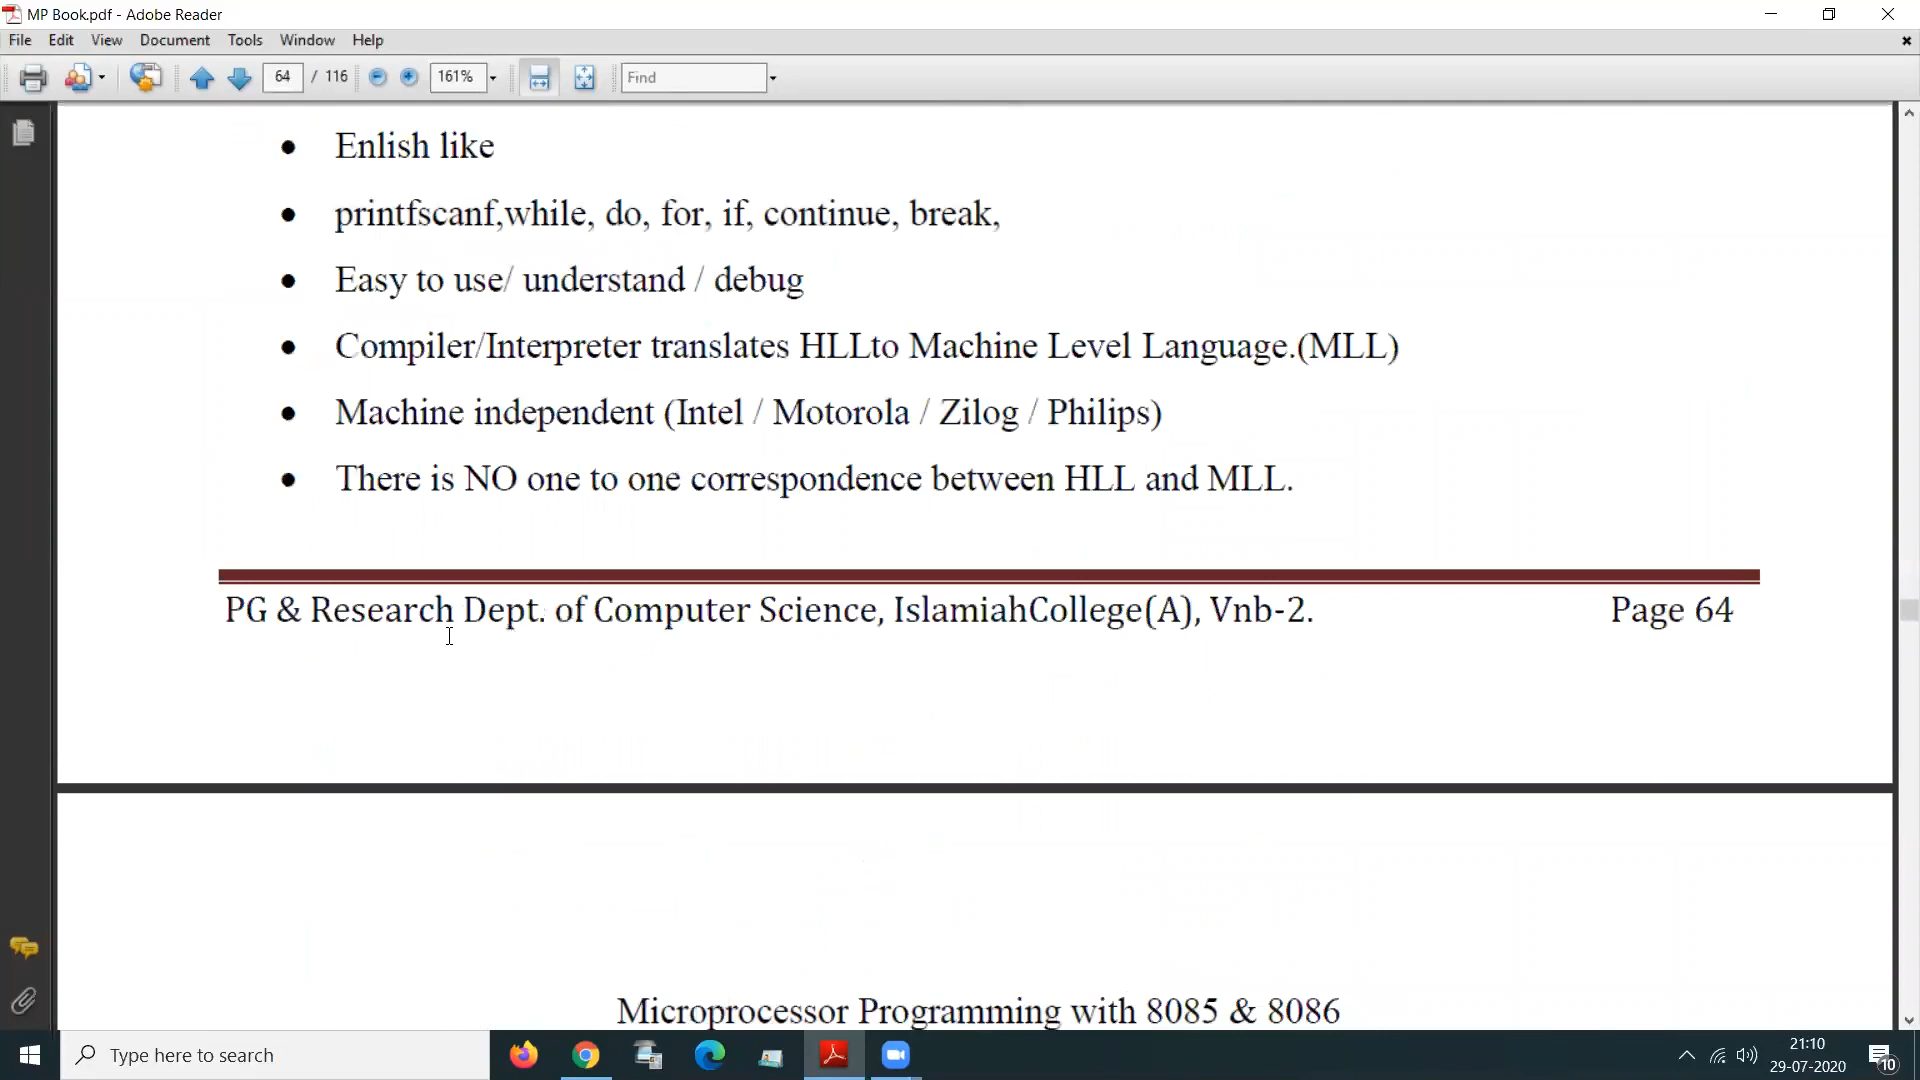 MP Book.pdf - Adobe Reader
File Edit View Document Tools Window Help
64 / 116 161% Find
• Enlish like
• printfscanf,while, do, for, if, continue, break,
• Easy to use/ understand / debug
• Compiler/Interpreter translates HLLto Machine Level Language.(MLL)
• Machine independent (Intel / Motorola / Zilog / Philips)
• There is NO one to one correspondence between HLL and MLL.
PG & Research Dept. of Computer Science, IslamiahCollege(A), Vnb-2. Page 64
Microprocessor Programming with 8085 & 8086
Type here to search
21:10
29-07-2020
10